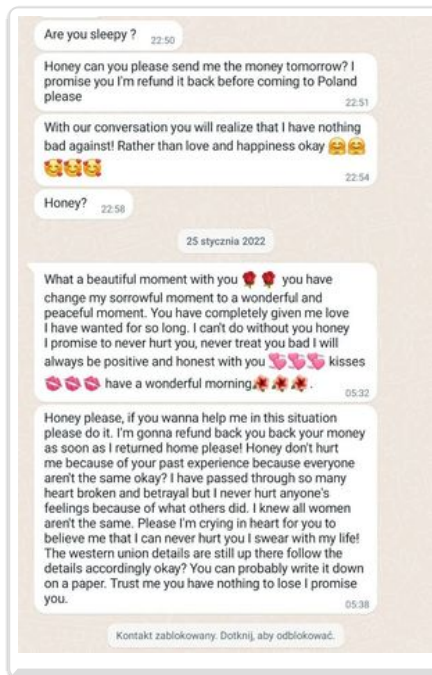 Are you sleepy ? 22:50
Honey can you please send me the money tomorrow? I
promise you I'm refund it back before coming to Poland
please
22:51
With our conversation you will realize that I have nothing
bad against! Rather than love and happiness okay 🤗🤗
🥰🥰🥰
22:54
Honey? 22:58
25 stycznia 2022
What a beautiful moment with you 🌹🌹 you have
change my sorrowful moment to a wonderful and
peaceful moment. You have completely given me love
I have wanted for so long. I can't do without you honey
I promise to never hurt you, never treat you bad I will
always be positive and honest with you 💞💞💞 kisses
💋💋💋 have a wonderful morning🌺🌺🌺.
05:32
Honey please, if you wanna help me in this situation
please do it. I'm gonna refund back you back your money
as soon as I returned home please! Honey don't hurt
me because of your past experience because everyone
aren't the same okay? I have passed through so many
heart broken and betrayal but I never hurt anyone's
feelings because of what others did. I knew all women
aren't the same. Please I'm crying in heart for you to
believe me that I can never hurt you I swear with my life!
The western union details are still up there follow the
details accordingly okay? You can probably write it down
on a paper. Trust me you have nothing to lose I promise
you.
05:38
Kontakt zablokowany. Dotknij, aby odblokować.